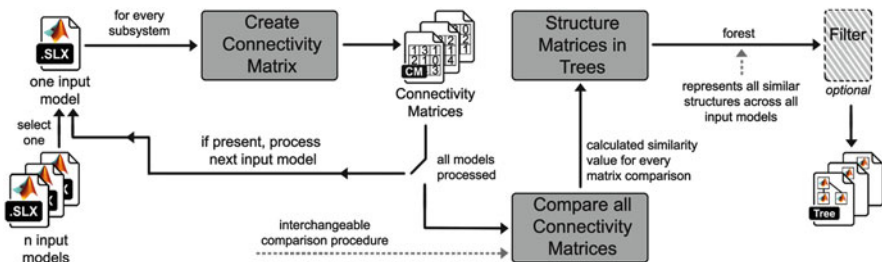 .SLX
one input
model
for every
subsystem
Create
Connectivity
Matrix
CM
Connectivity
Matrices
Structure
Matrices in
Trees
forest
Filter
optional
represents all similar
structures across all
input models
select
one
.SLX
n input
models
if present, process
next input model
all models
processed
calculated similarity
value for every
matrix comparison
interchangeable
comparison procedure
Compare all
Connectivity
Matrices
Tree